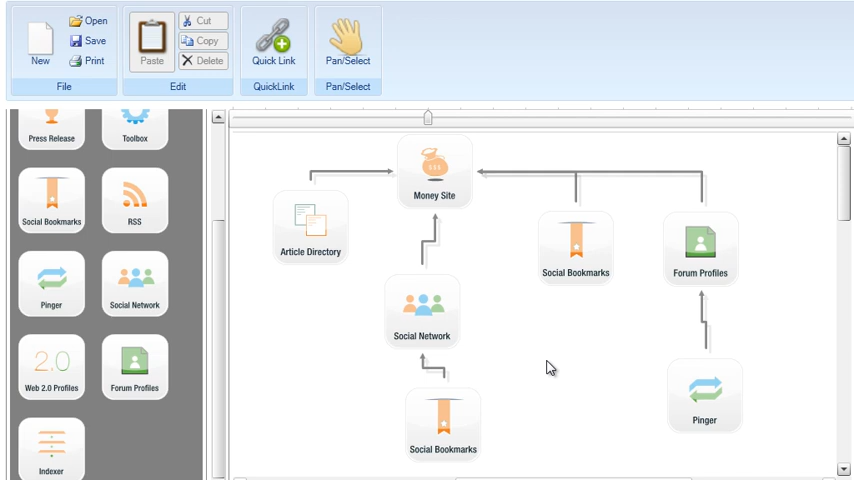 Open
Save
New
Print
File
Paste
Cut
Copy
Delete
Edit
Quick Link
QuickLink
Pan/Select
Pan/Select
Press Release
Toolbox
Social Bookmarks
RSS
Pinger
Social Network
2.0
Web 2.0 Profiles
Forum Profiles
Indexer
$$$
Money Site
Article Directory
Social Bookmarks
Forum Profiles
Social Network
Pinger
Social Bookmarks